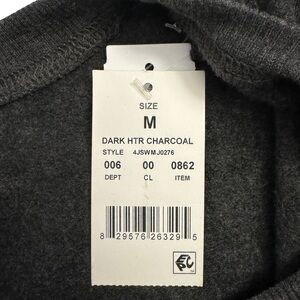 SIZE
M
DARK HTR CHARCOAL
STYLE 4JSWMJ0276
006 00 0862
DEPT CL ITEM
8 29576 26329 5